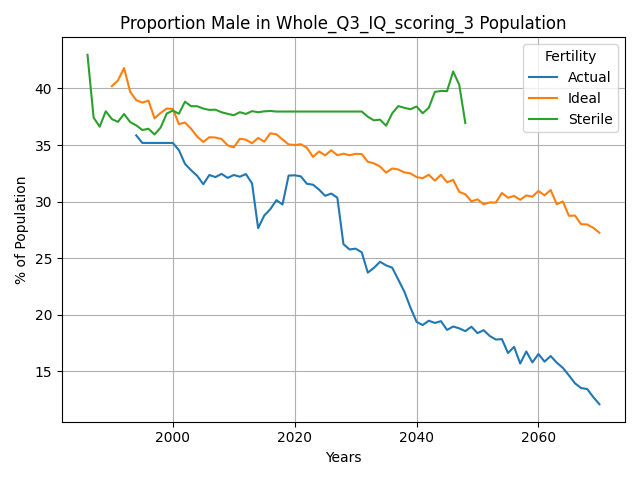 Proportion Male in Whole_Q3_IQ_scoring_3 Population
Fertility
Actual
Ideal
Sterile
% of Population
40
35
30
25
20
15
2000
2020
2040
2060
Years